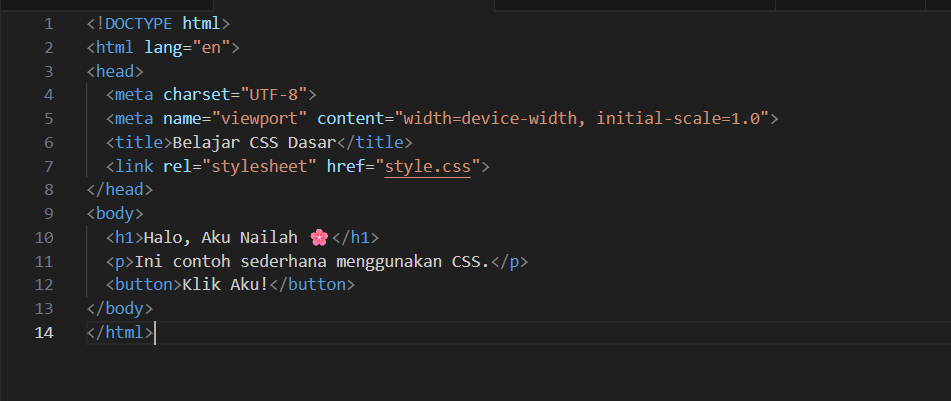 1 <!DOCTYPE html>
2 <html lang="en">
3 <head>
4   <meta charset="UTF-8">
5   <meta name="viewport" content="width=device-width, initial-scale=1.0">
6   <title>Belajar CSS Dasar</title>
7   <link rel="stylesheet" href="style.css">
8 </head>
9 <body>
10   <h1>Halo, Aku Nailah 🌸</h1>
11   <p>Ini contoh sederhana menggunakan CSS.</p>
12   <button>Klik Aku!</button>
13 </body>
14 </html>